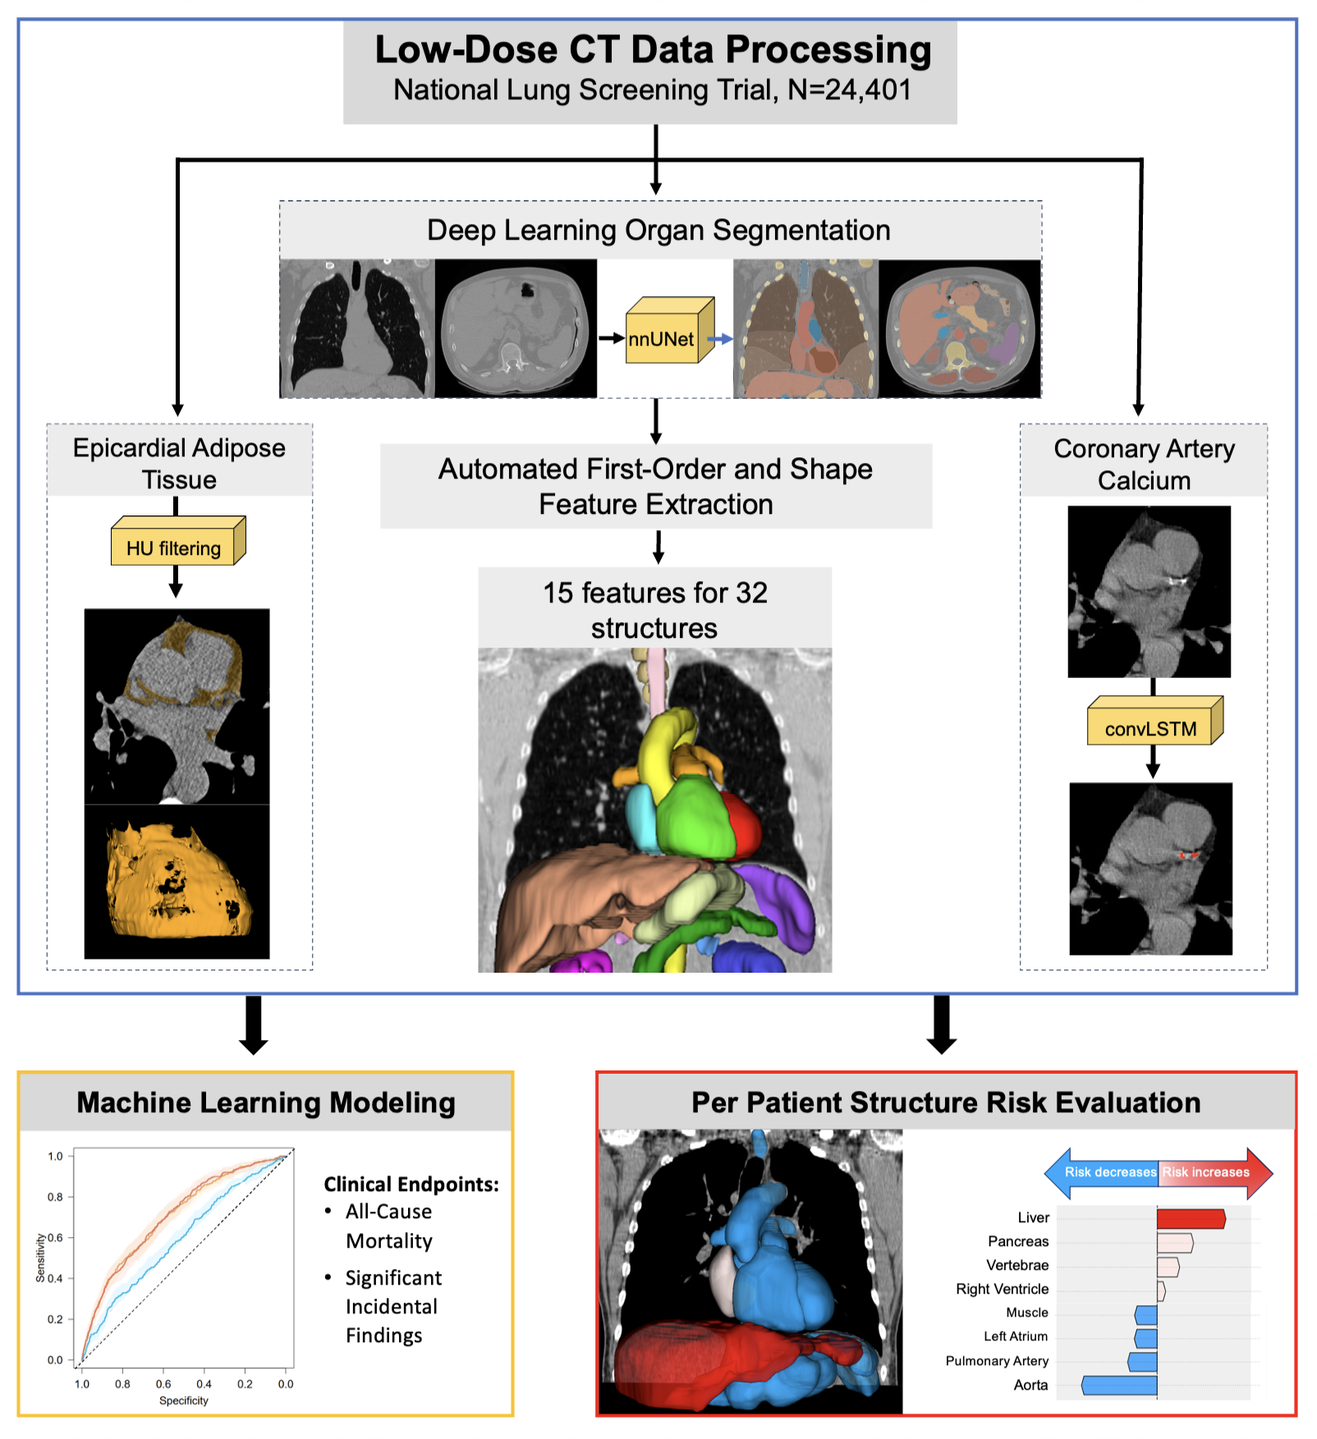 Low-Dose CT Data Processing
National Lung Screening Trial, N=24,401
Deep Learning Organ Segmentation
nnUNet
Epicardial Adipose
Tissue
HU filtering
Automated First-Order and Shape
Feature Extraction
15 features for 32
structures
Coronary Artery
Calcium
convLSTM
Machine Learning Modeling
1.0
0.8
0.6
0.4
0.2
0.0
Sensitivity
1.0 0.8 0.6 0.4 0.2 0.0
Specificity
Clinical Endpoints:
• All-Cause
Mortality
• Significant
Incidental
Findings
Per Patient Structure Risk Evaluation
Risk decreases Risk increases
Liver
Pancreas
Vertebrae
Right Ventricle
Muscle
Left Atrium
Pulmonary Artery
Aorta